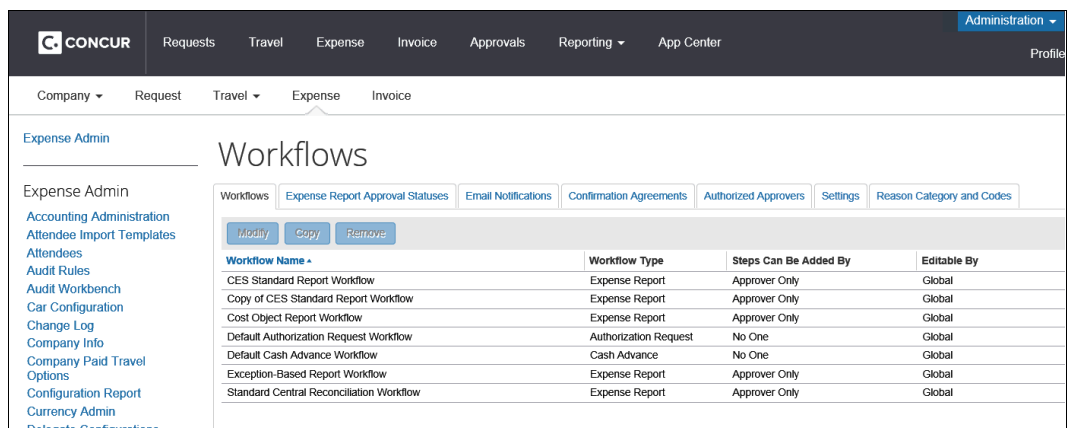 Administration
C. CONCUR Requests Travel Expense Invoice Approvals Reporting App Center
Profile
Company Request Travel Expense Invoice
Expense Admin
Workflows
Expense Admin
Accounting Administration
Attendee Import Templates
Attendees
Audit Rules
Audit Workbench
Car Configuration
Change Log
Company Info
Company Paid Travel
Options
Configuration Report
Currency Admin
Delegate Configurations
Workflows Expense Report Approval Statuses Email Notifications Confirmation Agreements Authorized Approvers Settings Reason Category and Codes
Modify Copy Remove
Workflow Name Workflow Type Steps Can Be Added By Editable By
CES Standard Report Workflow Expense Report Approver Only Global
Copy of CES Standard Report Workflow Expense Report Approver Only Global
Cost Object Report Workflow Expense Report Approver Only Global
Default Authorization Request Workflow Authorization Request No One Global
Default Cash Advance Workflow Cash Advance No One Global
Exception-Based Report Workflow Expense Report Approver Only Global
Standard Central Reconciliation Workflow Expense Report Approver Only Global